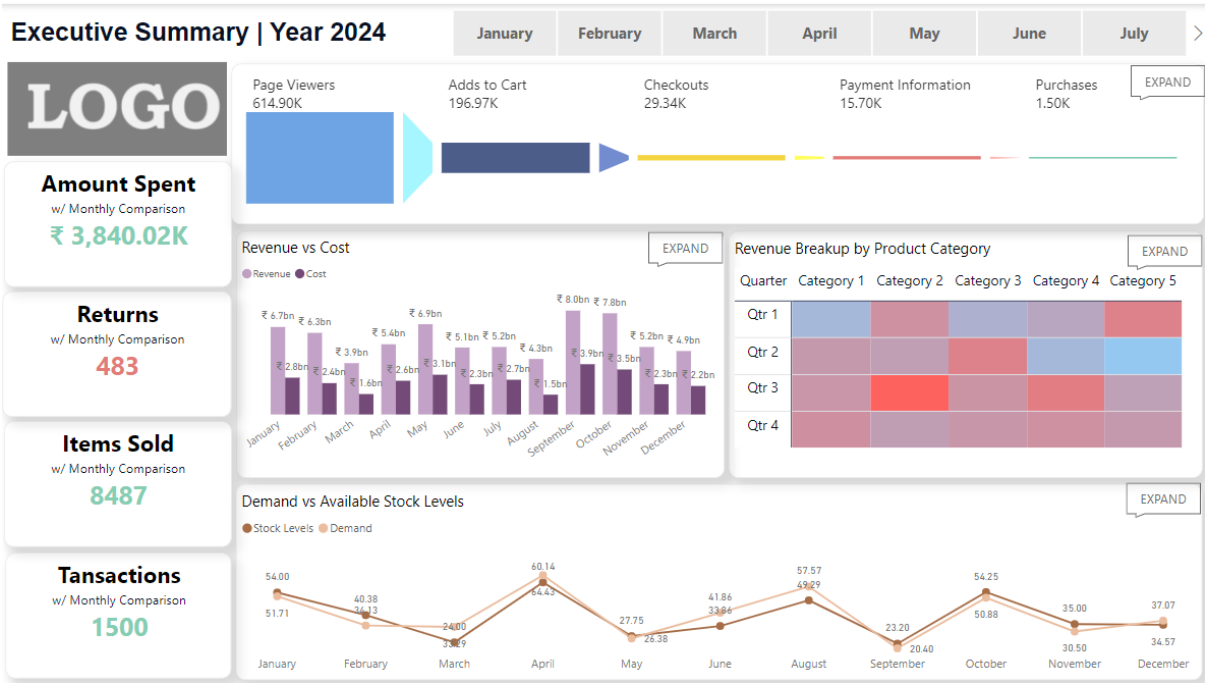 Executive Summary | Year 2024
January February March April May June July
LOGO
Amount Spent
w/ Monthly Comparison
₹ 3,840.02K
Returns
w/ Monthly Comparison
483
Items Sold
w/ Monthly Comparison
8487
Tansactions
w/ Monthly Comparison
1500
Page Viewers Adds to Cart Checkouts Payment Information Purchases
614.90K 196.97K 29.34K 15.70K 1.50K
EXPAND
Revenue vs Cost
EXPAND
Revenue Cost
₹ 6.7bn ₹ 6.3bn ₹ 3.9bn ₹ 5.4bn ₹ 6.9bn ₹ 5.1bn ₹ 5.2bn ₹ 4.3bn ₹ 8.0bn ₹ 7.8bn ₹ 5.2bn ₹ 4.9bn
₹ 2.8bn ₹ 2.4bn ₹ 1.6bn ₹ 2.6bn ₹ 3.1bn ₹ 2.3bn ₹ 2.7bn ₹ 1.5bn ₹ 3.9bn ₹ 3.5bn ₹ 2.3bn ₹ 2.2bn
January February March April May June July August September October November December
Revenue Breakup by Product Category
EXPAND
Quarter Category 1 Category 2 Category 3 Category 4 Category 5
Qtr 1
Qtr 2
Qtr 3
Qtr 4
Demand vs Available Stock Levels
EXPAND
Stock Levels Demand
54.00 40.38 24.00 60.14 27.75 41.86 57.57 23.20 54.25 35.00 37.07
51.71 36.13 33.29 64.43 26.38 33.86 49.29 20.40 50.88 30.50 34.57
January February March April May June August September October November December